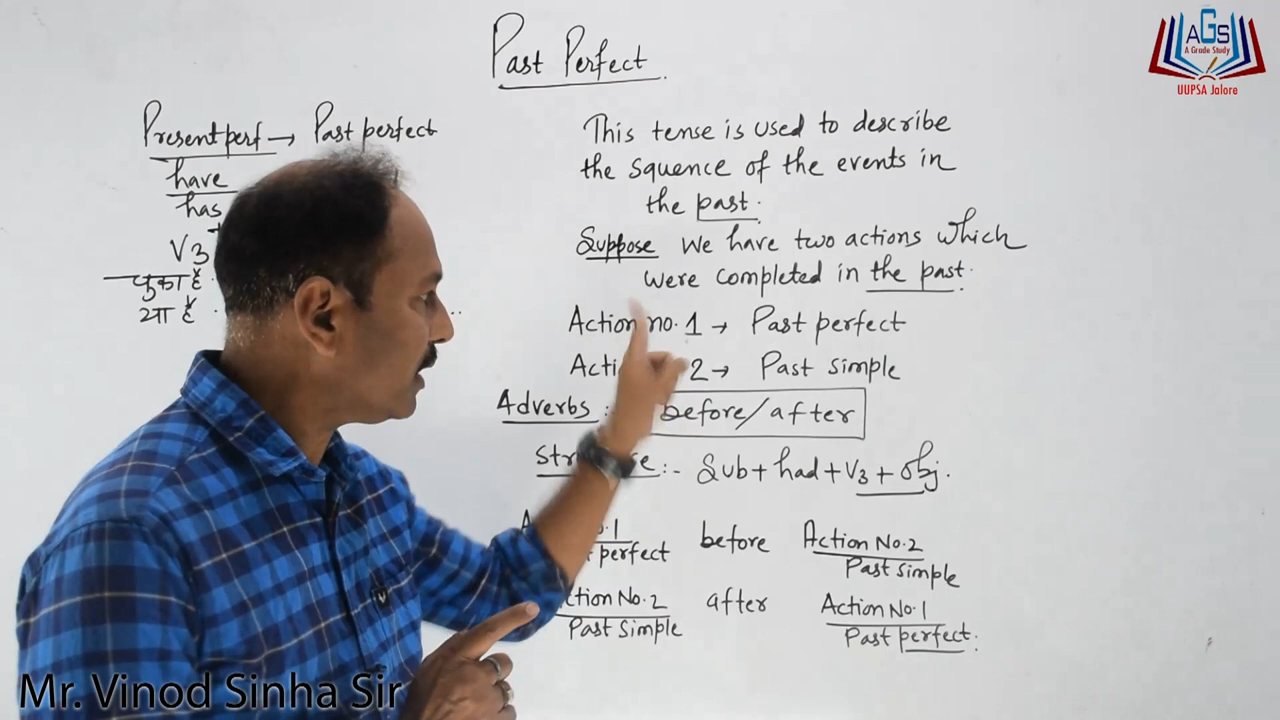 Past Perfect
AGS
A Grade Study
UUPSA Jalore
Present perf → Past perfect
have
has
V3
चुका है
या है
This tense is used to describe
the squence of the events in
the past.
Suppose we have two actions which
were completed in the past.
Action no. 1 → Past perfect
2 → Past simple
Adverbs : before/after
:- Sub + had + V3 + obj.
perfect before Action No.2
Past simple
Action No.2 after Action No.1
Past Simple Past perfect.
Mr. Vinod Sinha Sir